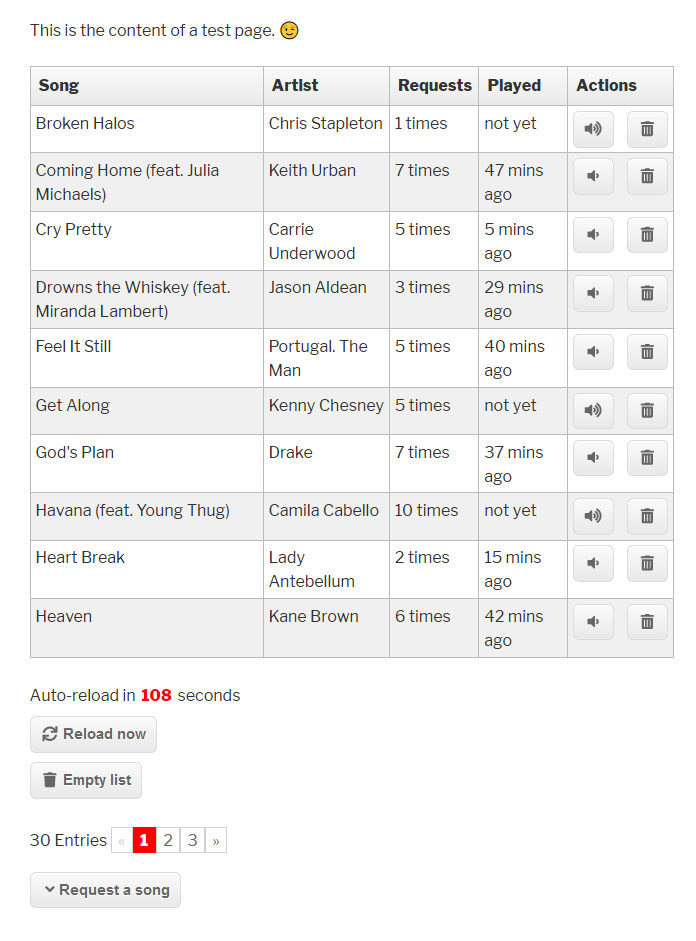 This is the content of a test page. 😉
Song Artist Requests Played Actions
Broken Halos Chris Stapleton 1 times not yet
Coming Home (feat. Julia Keith Urban 7 times 47 mins
Michaels) ago
Cry Pretty Carrie 5 times 5 mins
Underwood ago
Drowns the Whiskey (feat. Jason Aldean 3 times 29 mins
Miranda Lambert) ago
Feel It Still Portugal. The 5 times 40 mins
Man ago
Get Along Kenny Chesney 5 times not yet
God's Plan Drake 7 times 37 mins
ago
Havana (feat. Young Thug) Camila Cabello 10 times not yet
Heart Break Lady 2 times 15 mins
Antebellum ago
Heaven Kane Brown 6 times 42 mins
ago
Auto-reload in 108 seconds
Reload now
Empty list
30 Entries « 1 2 3 »
Request a song